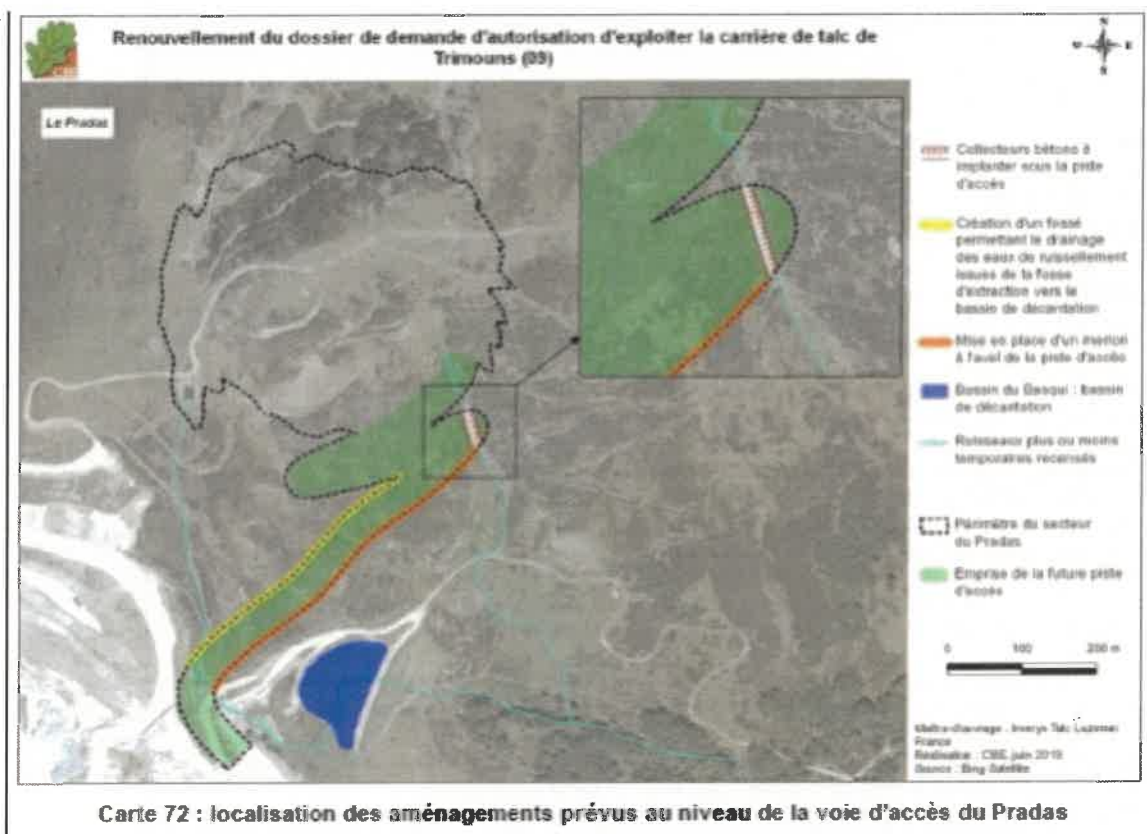 Renouvellement du dossier de demande d'autorisation d'exploiter la carrière de talc de
Trimouns (09)
N
E
S
Le Pradas
Collecteurs bétons à
implanter sous la piste
d'accès
Création d'un fossé
permettant le drainage
des eaux de ruissellement
issues de la fosse
d'extraction vers le
bassin de décantation
Mise en place d'un merlon
à l'aval de la piste d'accès
Bassin du Basqui : bassin
de décantation
Ruisseaux plus ou moins
temporaires recensés
Périmètre du secteur
du Pradas
Emprise de la future piste
d'accès
0 100 200 m
Maître d'ouvrage : Imerys Talc Luzenac
France
Réalisation : CBE, juin
Source : Bing Satellite
Carte 72 : localisation des aménagements prévus au niveau de la voie d'accès du Pradas